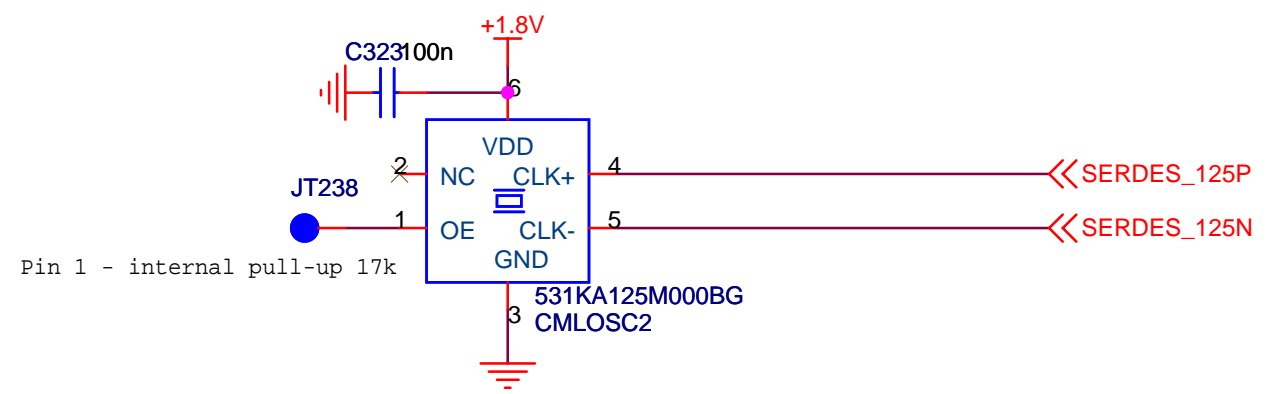 +1.8V
C323 100n
6
VDD
2
NC
CLK+
4
SERDES_125P
JT238
1
OE
CLK-
5
SERDES_125N
GND
Pin 1 - internal pull-up 17k
531KA125M000BG
3
CMLOSC2